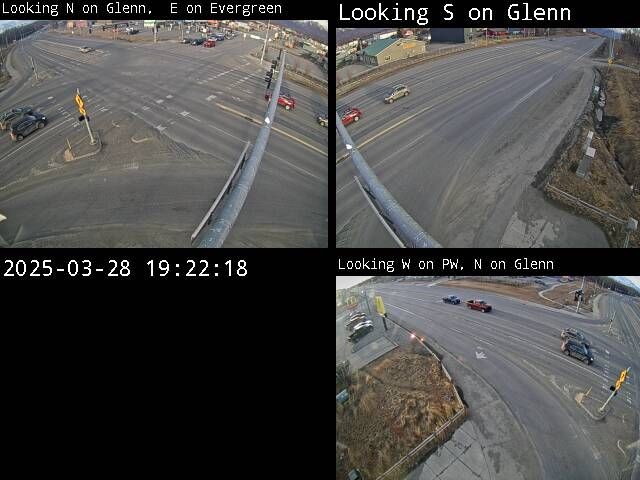 Looking N on Glenn, E on Evergreen
Looking S on Glenn
2025-03-28 19:22:18
Looking W on PW, N on Glenn